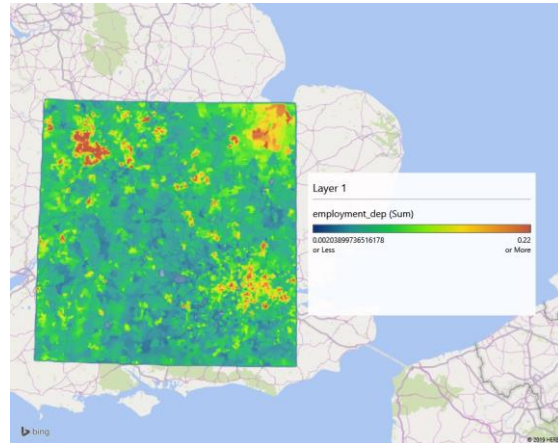 Layer 1
employment_dep (Sum)
0.00203899736516178 0.22
or Less or More
bing
© 2019 HERE